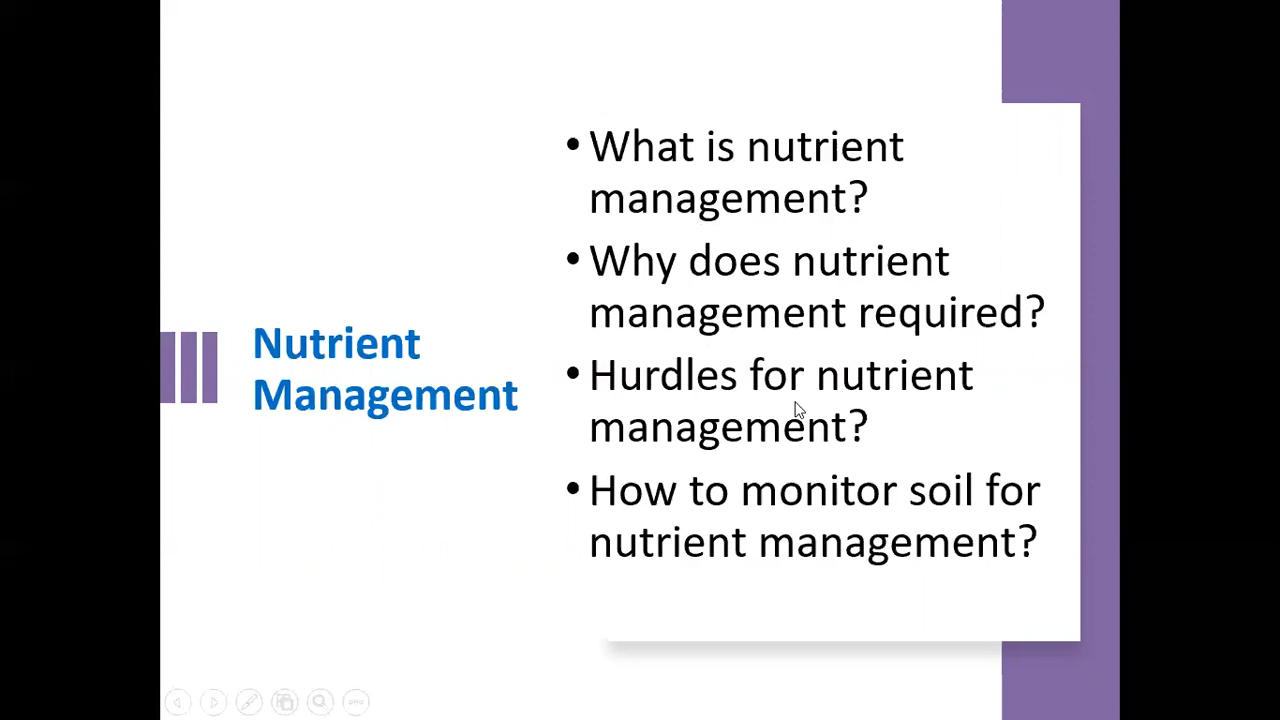 Nutrient
Management
• What is nutrient
management?
• Why does nutrient
management required?
• Hurdles for nutrient
management?
• How to monitor soil for
nutrient management?